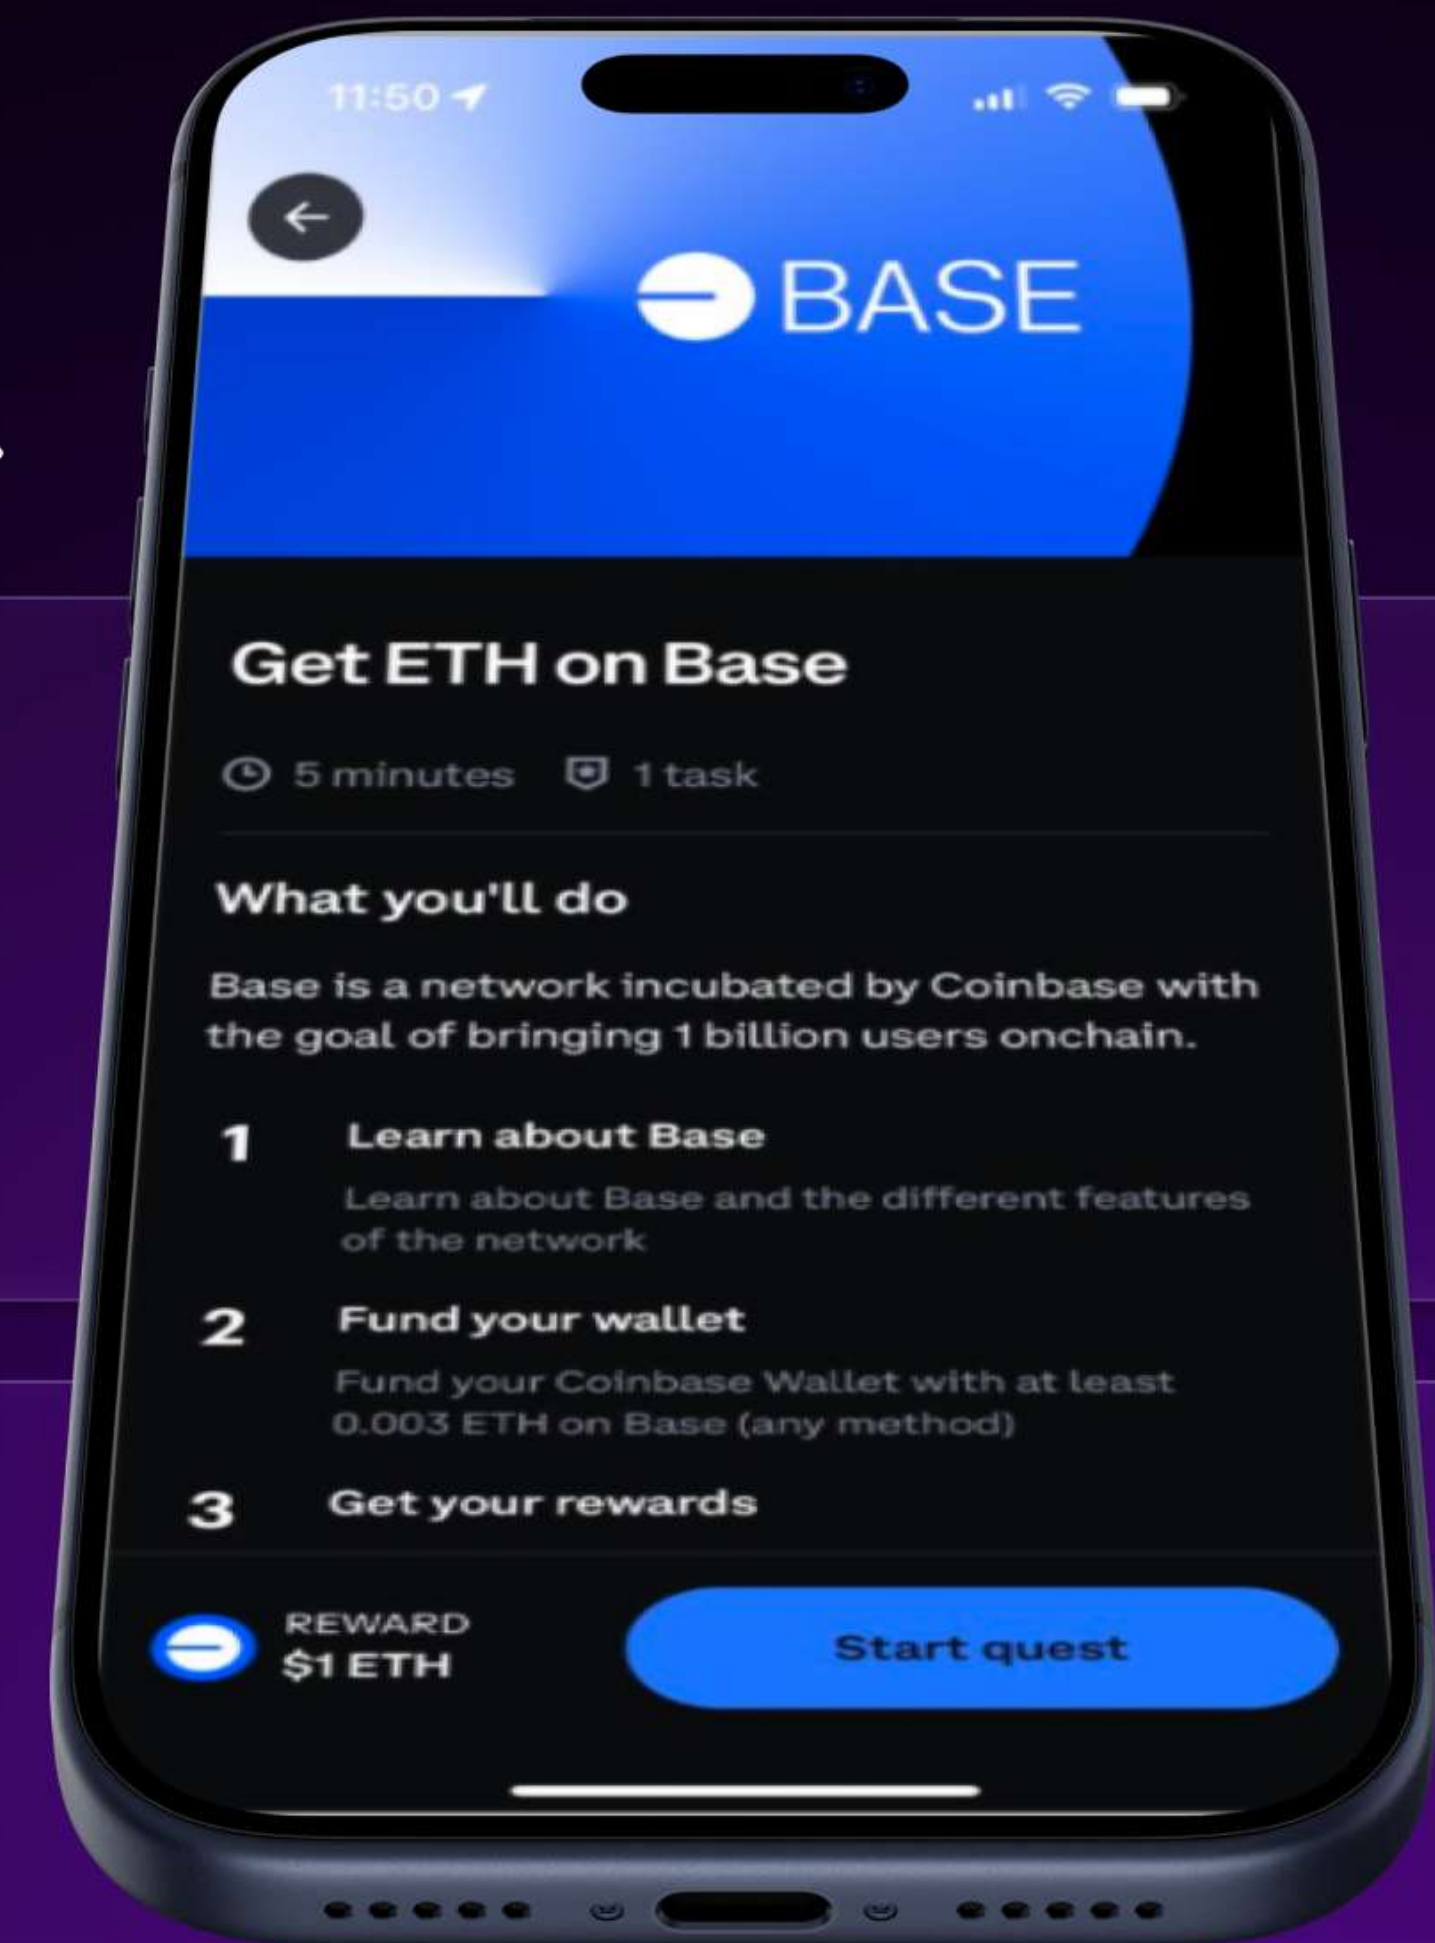 11:50
BASE
Get ETH on Base
5 minutes 1 task
What you'll do
Base is a network incubated by Coinbase with
the goal of bringing 1 billion users onchain.
1 Learn about Base
Learn about Base and the different features
of the network
2 Fund your wallet
Fund your Coinbase Wallet with at least
0.003 ETH on Base (any method)
3 Get your rewards
REWARD
$1 ETH
Start quest